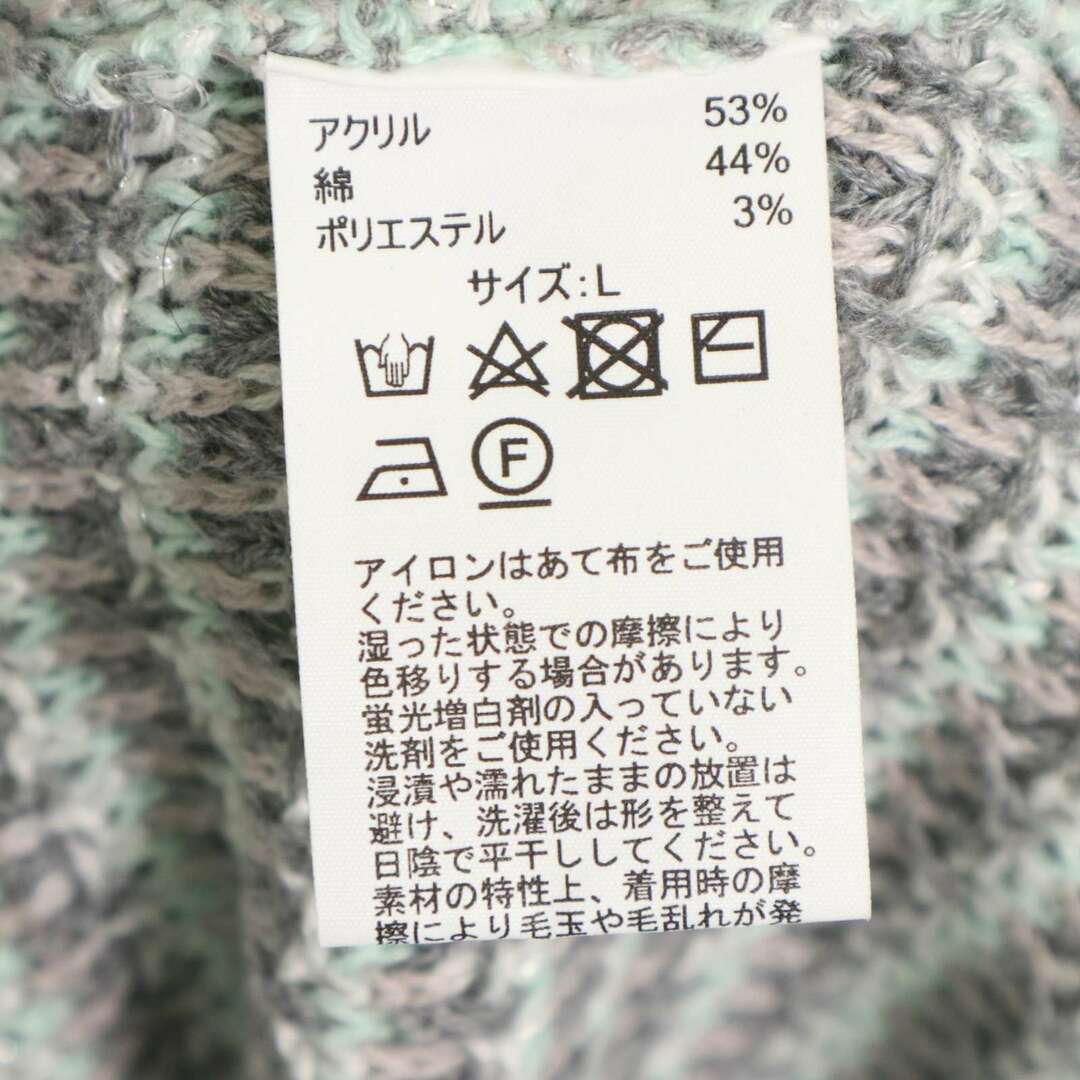 アクリル 53%
綿 44%
ポリエステル 3%
サイズ:L
F
アイロンはあて布をご使用
ください。
湿った状態での摩擦により
色移りする場合があります。
蛍光増白剤の入っていない
洗剤をご使用ください。
浸漬や濡れたままの放置は
避け、洗濯後は形を整えて
日陰で平干ししてください。
素材の特性上、着用時の摩
擦により毛玉や毛乱れが発